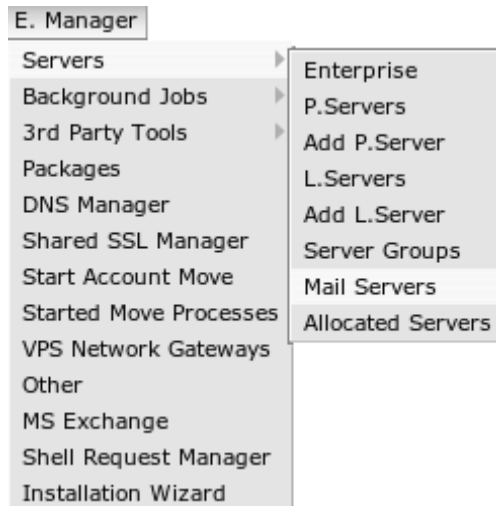 E. Manager
Servers
Background Jobs
3rd Party Tools
Packages
DNS Manager
Shared SSL Manager
Start Account Move
Started Move Processes
VPS Network Gateways
Other
MS Exchange
Shell Request Manager
Installation Wizard
Enterprise
P.Servers
Add P.Server
L.Servers
Add L.Server
Server Groups
Mail Servers
Allocated Servers